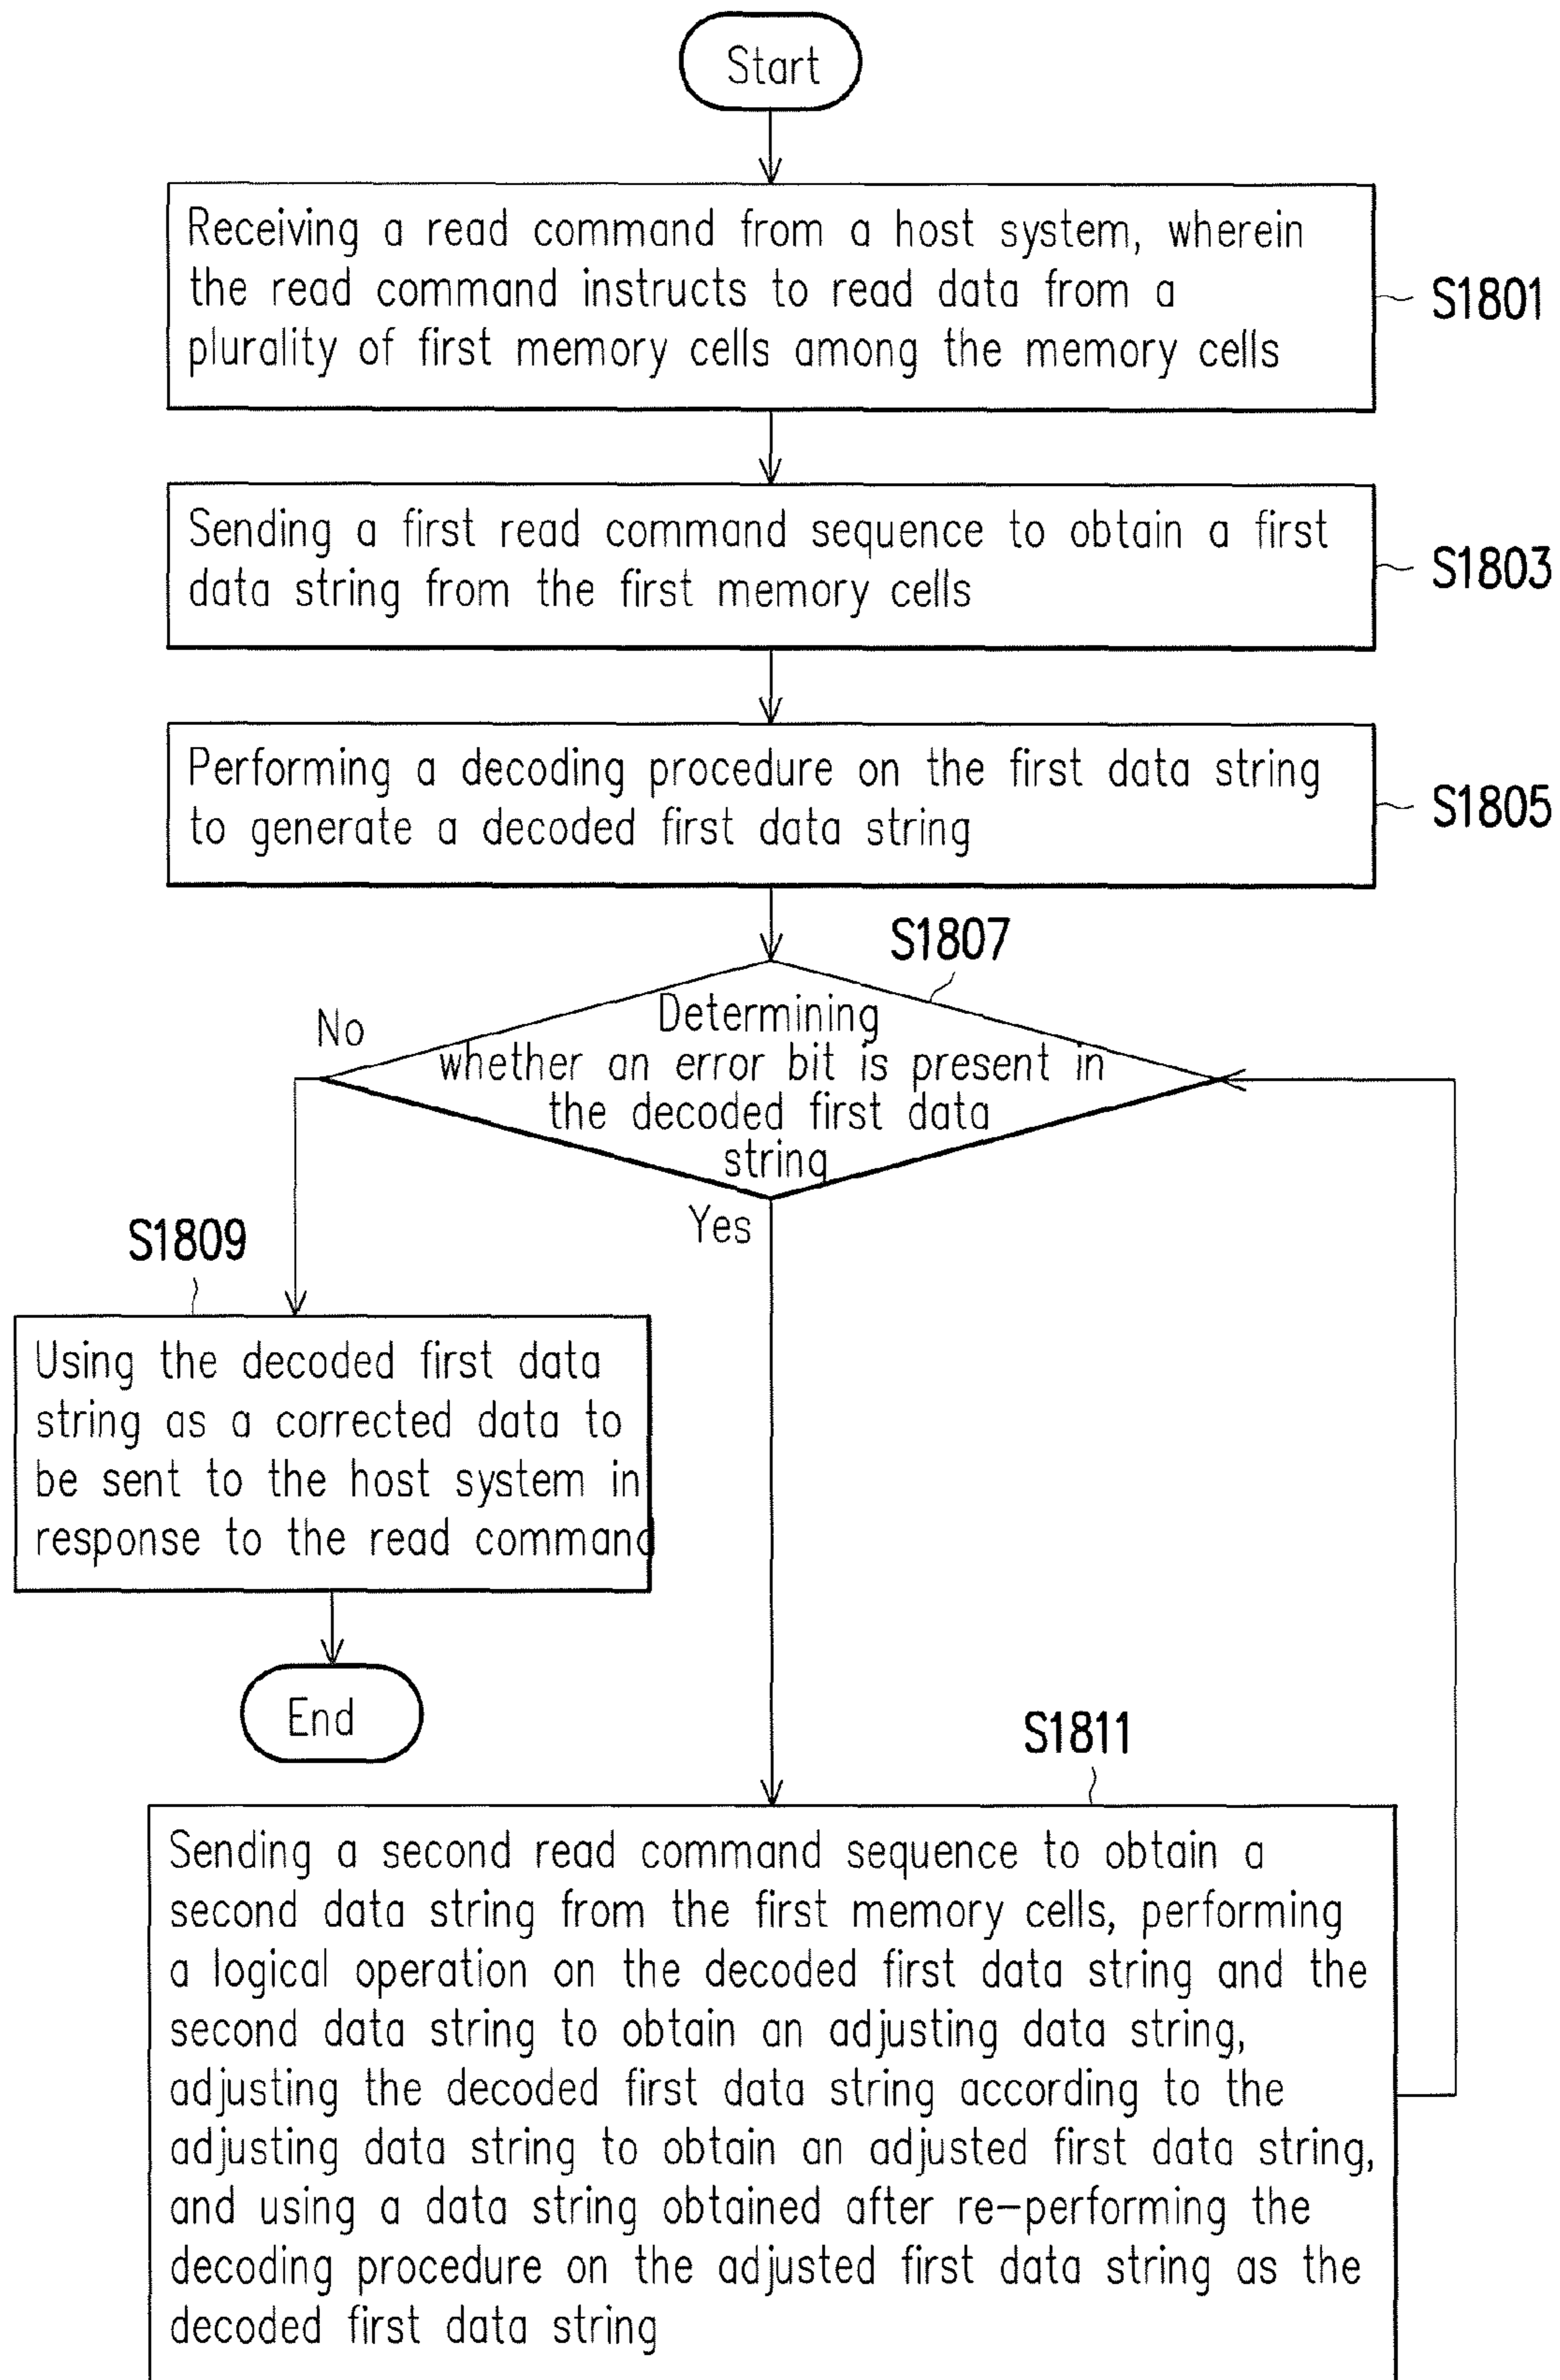 Start
Receiving a read command from a host system, wherein
the read command instructs to read data from a
plurality of first memory cells among the memory cells
S1801
Sending a first read command sequence to obtain a first
data string from the first memory cells
S1803
Performing a decoding procedure on the first data string
to generate a decoded first data string
S1805
S1807
No
Determining
whether an error bit is present in
the decoded first data
string
Yes
S1809
Using the decoded first data
string as a corrected data to
be sent to the host system in
response to the read command
End
S1811
Sending a second read command sequence to obtain a
second data string from the first memory cells, performing
a logical operation on the decoded first data string and the
second data string to obtain an adjusting data string,
adjusting the decoded first data string according to the
adjusting data string to obtain an adjusted first data string,
and using a data string obtained after re-performing the
decoding procedure on the adjusted first data string as the
decoded first data string